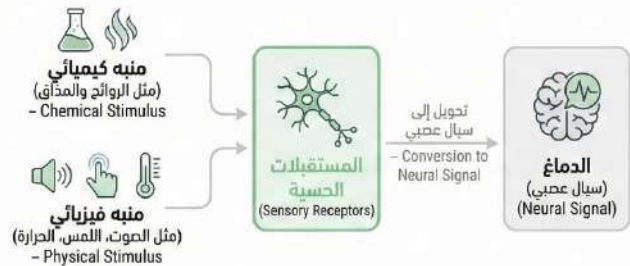 منبه كيميائي
(مثل الروائح والمذاق)
– Chemical Stimulus
منبه فيزيائي
(مثل الصوت، اللمس، الحرارة)
– Physical Stimulus
المستقبلات
الحسية
(Sensory Receptors)
تحويل إلى
سيال عصبي
– Conversion to
Neural Signal
الدماغ
(سيال عصبي)
(Neural Signal)